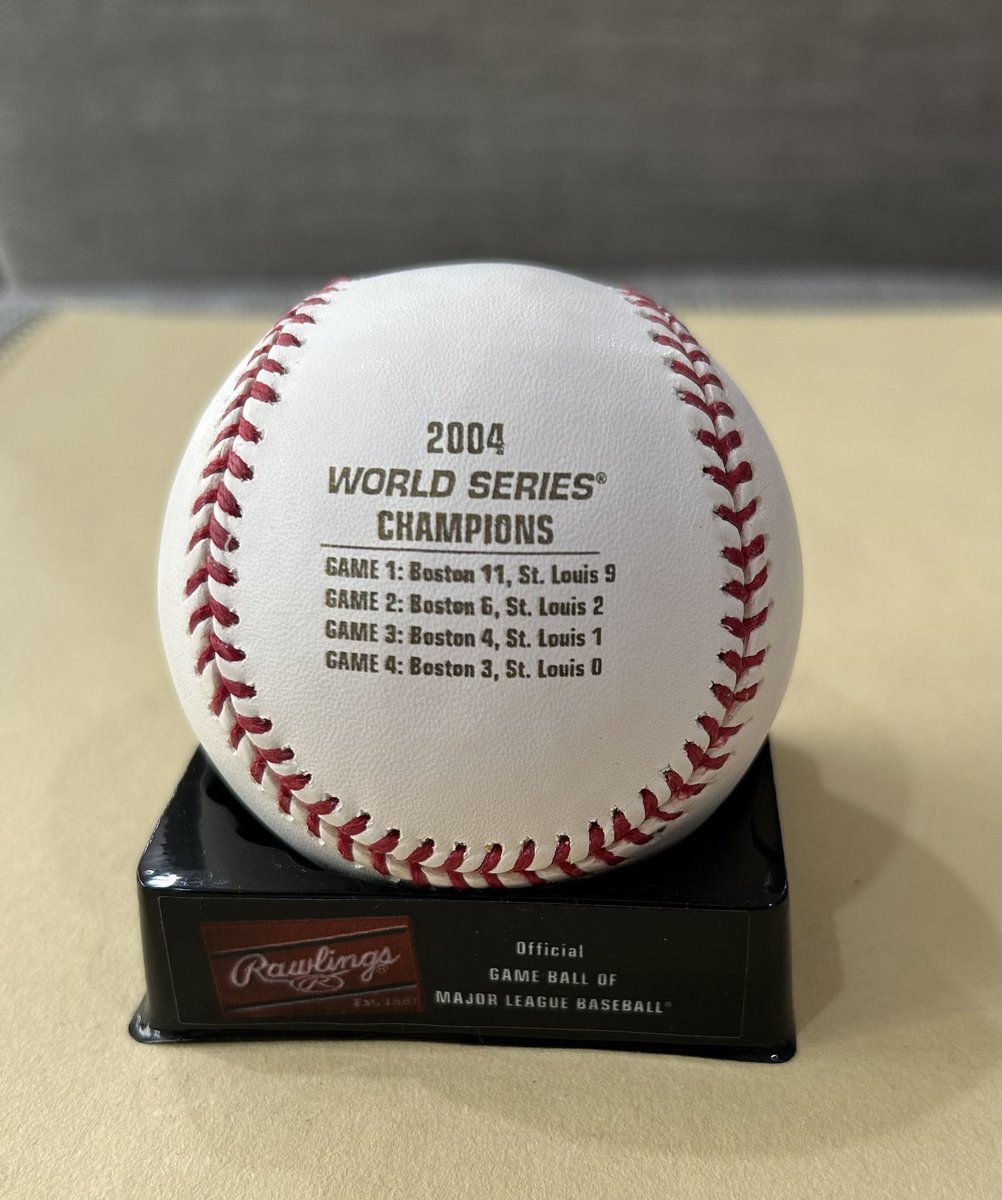 2004
WORLD SERIES®
CHAMPIONS
GAME 1: Boston 11, St. Louis 9
GAME 2: Boston 6, St. Louis 2
GAME 3: Boston 4, St. Louis 1
GAME 4: Boston 3, St. Louis 0
Rawlings®
R
Est. 1887
Official
GAME BALL OF
MAJOR LEAGUE BASEBALL®